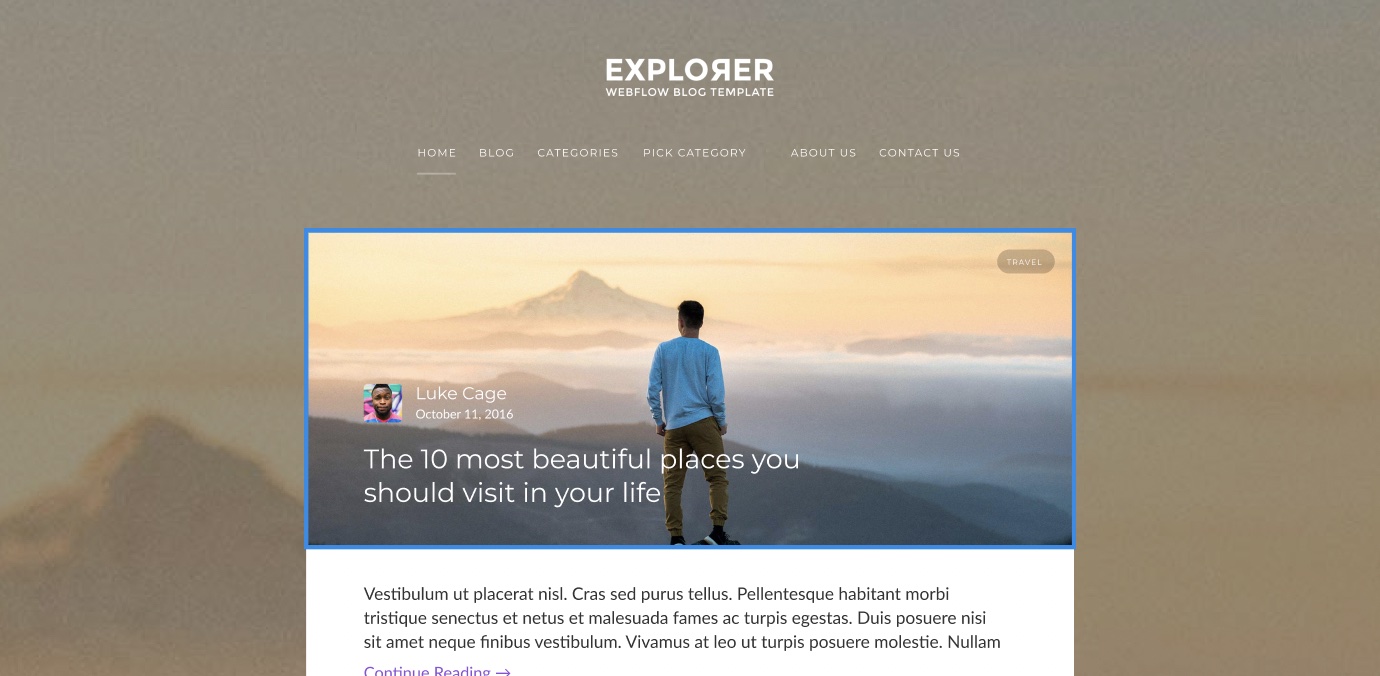 EXPLOЯER
WEBFLOW BLOG TEMPLATE
HOME BLOG CATEGORIES PICK CATEGORY ABOUT US CONTACT US
TRAVEL
Luke Cage
October 11, 2016
The 10 most beautiful places you
should visit in your life
Vestibulum ut placerat nisl. Cras sed purus tellus. Pellentesque habitant morbi
tristique senectus et netus et malesuada fames ac turpis egestas. Duis posuere nisi
sit amet neque finibus vestibulum. Vivamus at leo ut turpis posuere molestie. Nullam
Continue Reading →